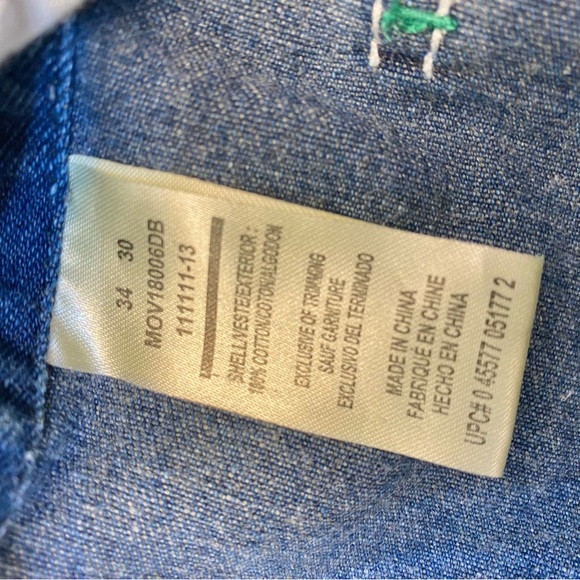 34 30
MOV18006DB
111111-13
SHELL/VESTE/EXTERIOR:
100% COTTON/COTON/ALGODON
EXCLUSIVE OF TRIMMING
SAUF GARNITURE
EXCLUSIVO DEL TERMINADO
MADE IN CHINA
FABRIQUÉ EN CHINE
HECHO EN CHINA
UPC# 0 45577 05177 2